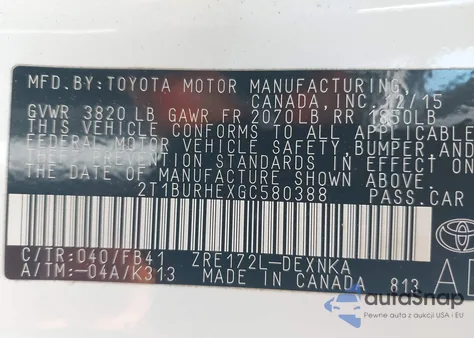 MFD.BY:TOYOTA MOTOR MANUFACTURING
CANADA, INC. 12/15
GVWR 3820 LB GAWR FR 2070LB,RR 1850LB
THIS VEHICLE CONFORMS TO ALL APPLICABLE
FEDERAL MOTOR VEHICLE SAFETY,BUMPER,AND
THEFT PREVENTION STANDARDS IN EFFECT ON
THE DATE OF MANUFACTURE SHOWN ABOVE.
2T1BURHEXGC580388 PASS.CAR
C/TR:040/FB41 ZRE172L-DEXNKA
A/TM:-04A/K313 MADE IN CANADA 813
TOYOTA
autoSnap
Pewne auta z aukcji USA i EU